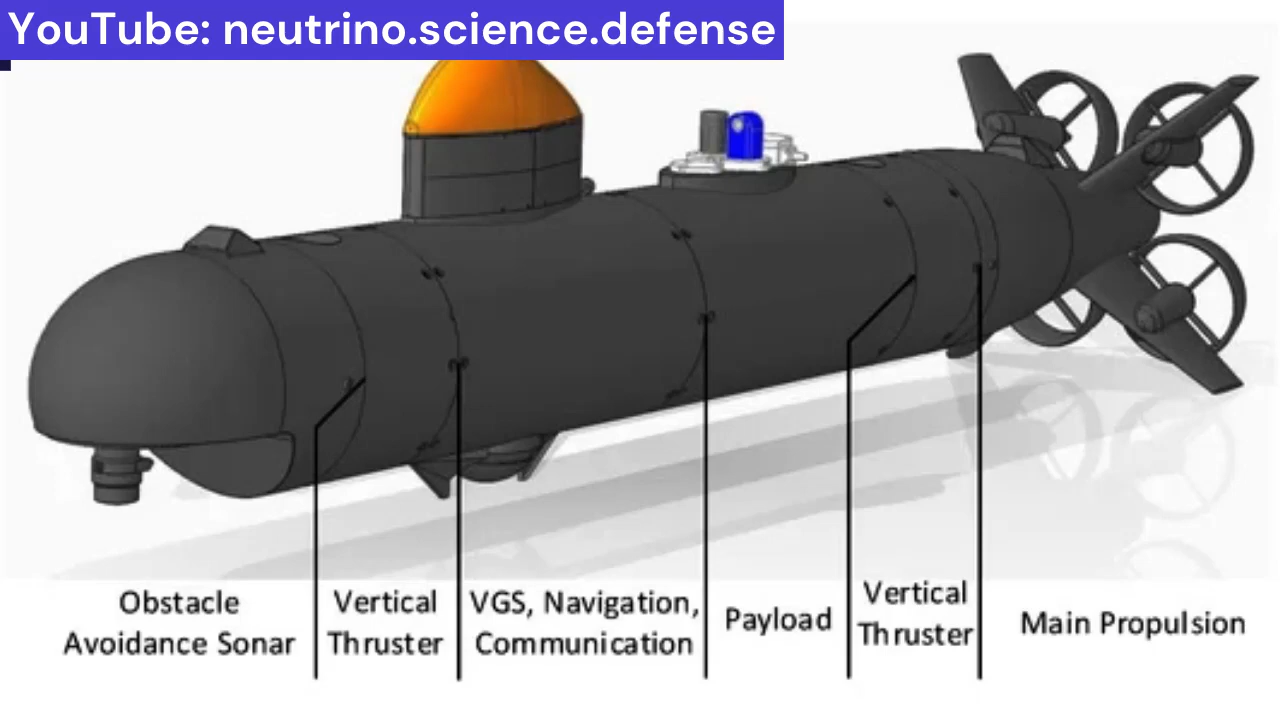 YouTube: neutrino.science.defense
Obstacle
Avoidance Sonar
Vertical
Thruster
VGS, Navigation,
Communication
Payload
Vertical
Thruster
Main Propulsion